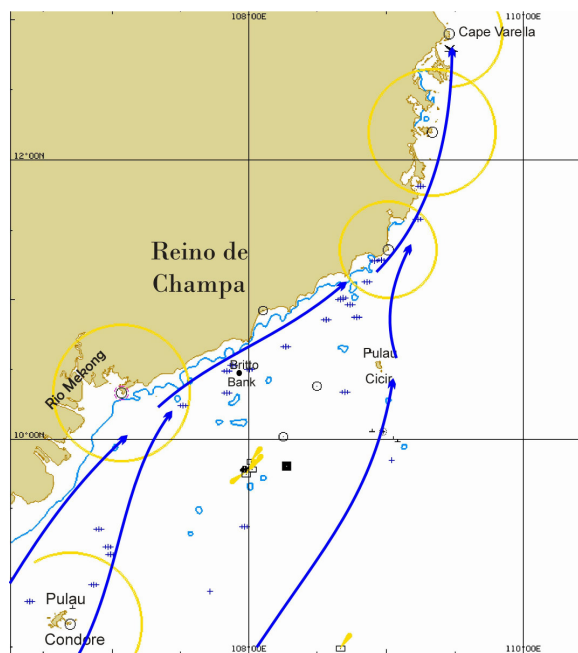 108°00E
110°00E
Cape Varella
12°00N
Reino de
Champa
Rio Mekong
Britto
Bank
Pulau
Cicir
10°00N
Pulau
Condore
108°00E
110°00E